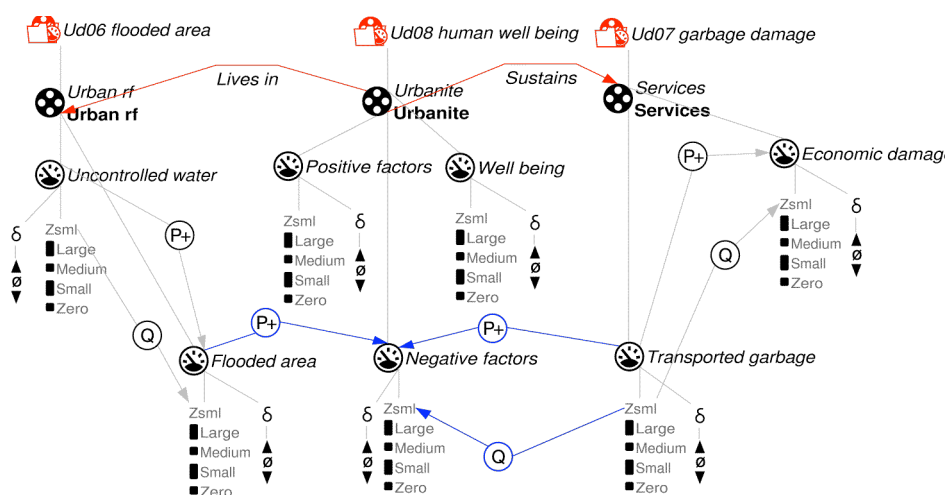 Ud06 flooded area
Ud08 human well being
Ud07 garbage damage
Lives in
Sustains
Urban rf
Urban rf
Urbanite
Urbanite
Services
Services
Uncontrolled water
Positive factors
Well being
P+
Economic damage
δ
Zsml
Large
Medium
Small
Zero
ø
P+
Zsml
Large
Medium
Small
Zero
δ
ø
Zsml
Large
Medium
Small
Zero
δ
ø
Q
Zsml
Large
Medium
Small
Zero
δ
ø
Q
P+
P+
Flooded area
Negative factors
Transported garbage
Zsml
Large
Medium
Small
Zero
δ
ø
δ
ø
Zsml
Large
Medium
Small
Zero
Q
Zsml
Large
Medium
Small
Zero
δ
ø